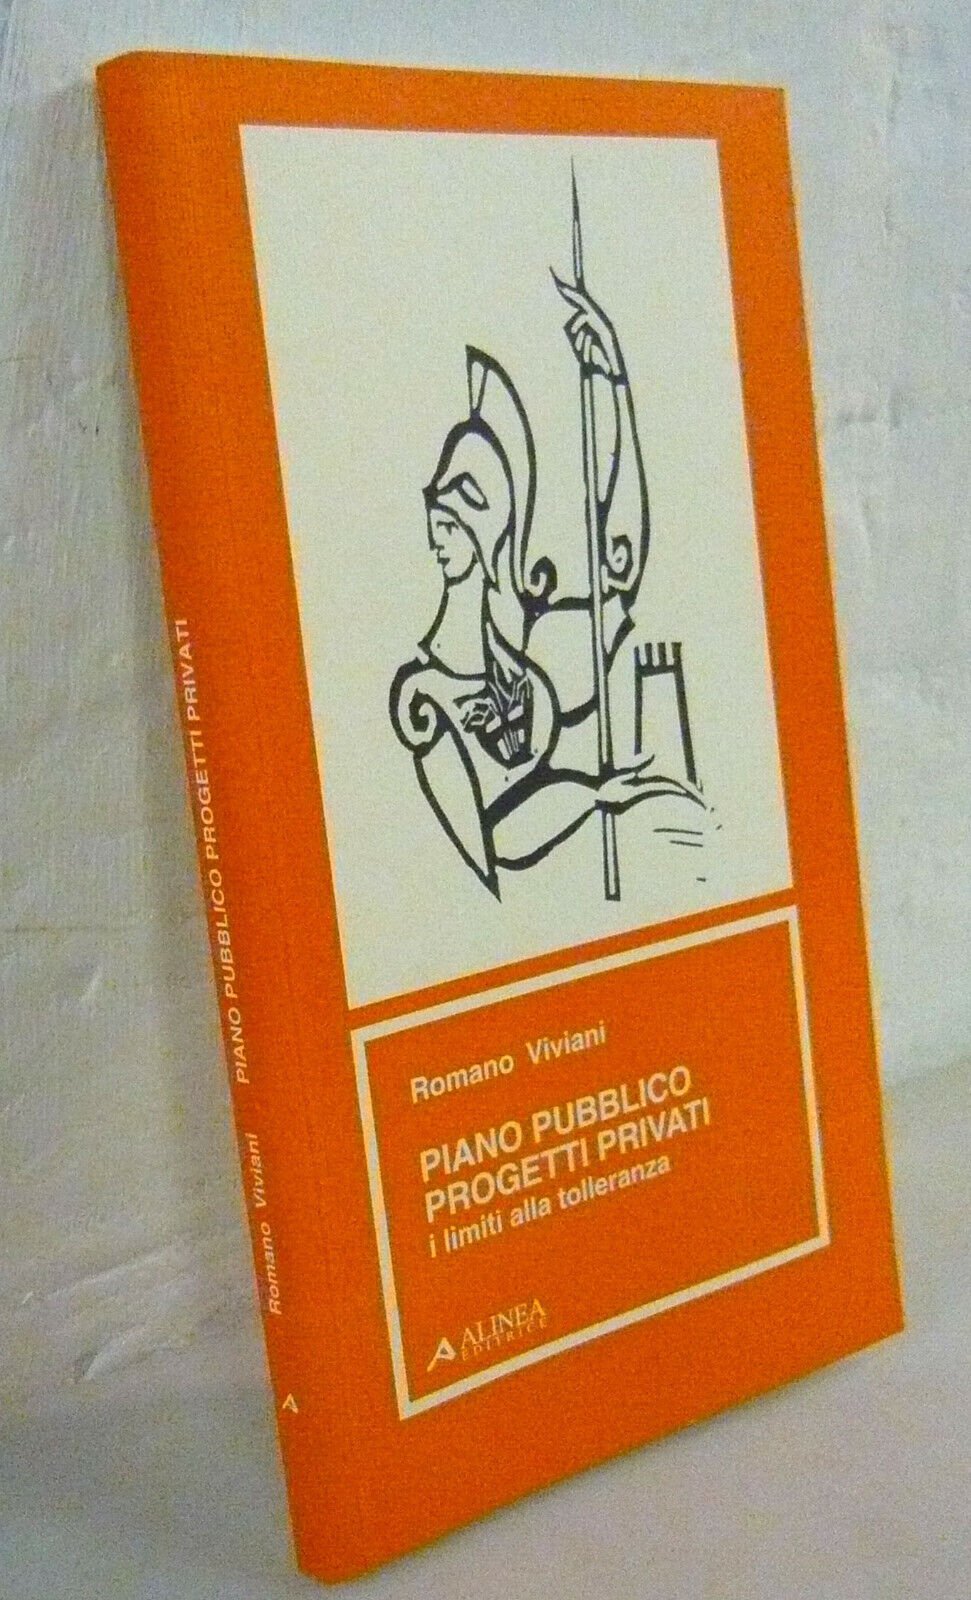 Romano Viviani
PIANO PUBBLICO
PROGETTI PRIVATI
i limiti alla tolleranza
ALINEA
EDITRICE
Romano Viviani PIANO PUBBLICO PROGETTI PRIVATI